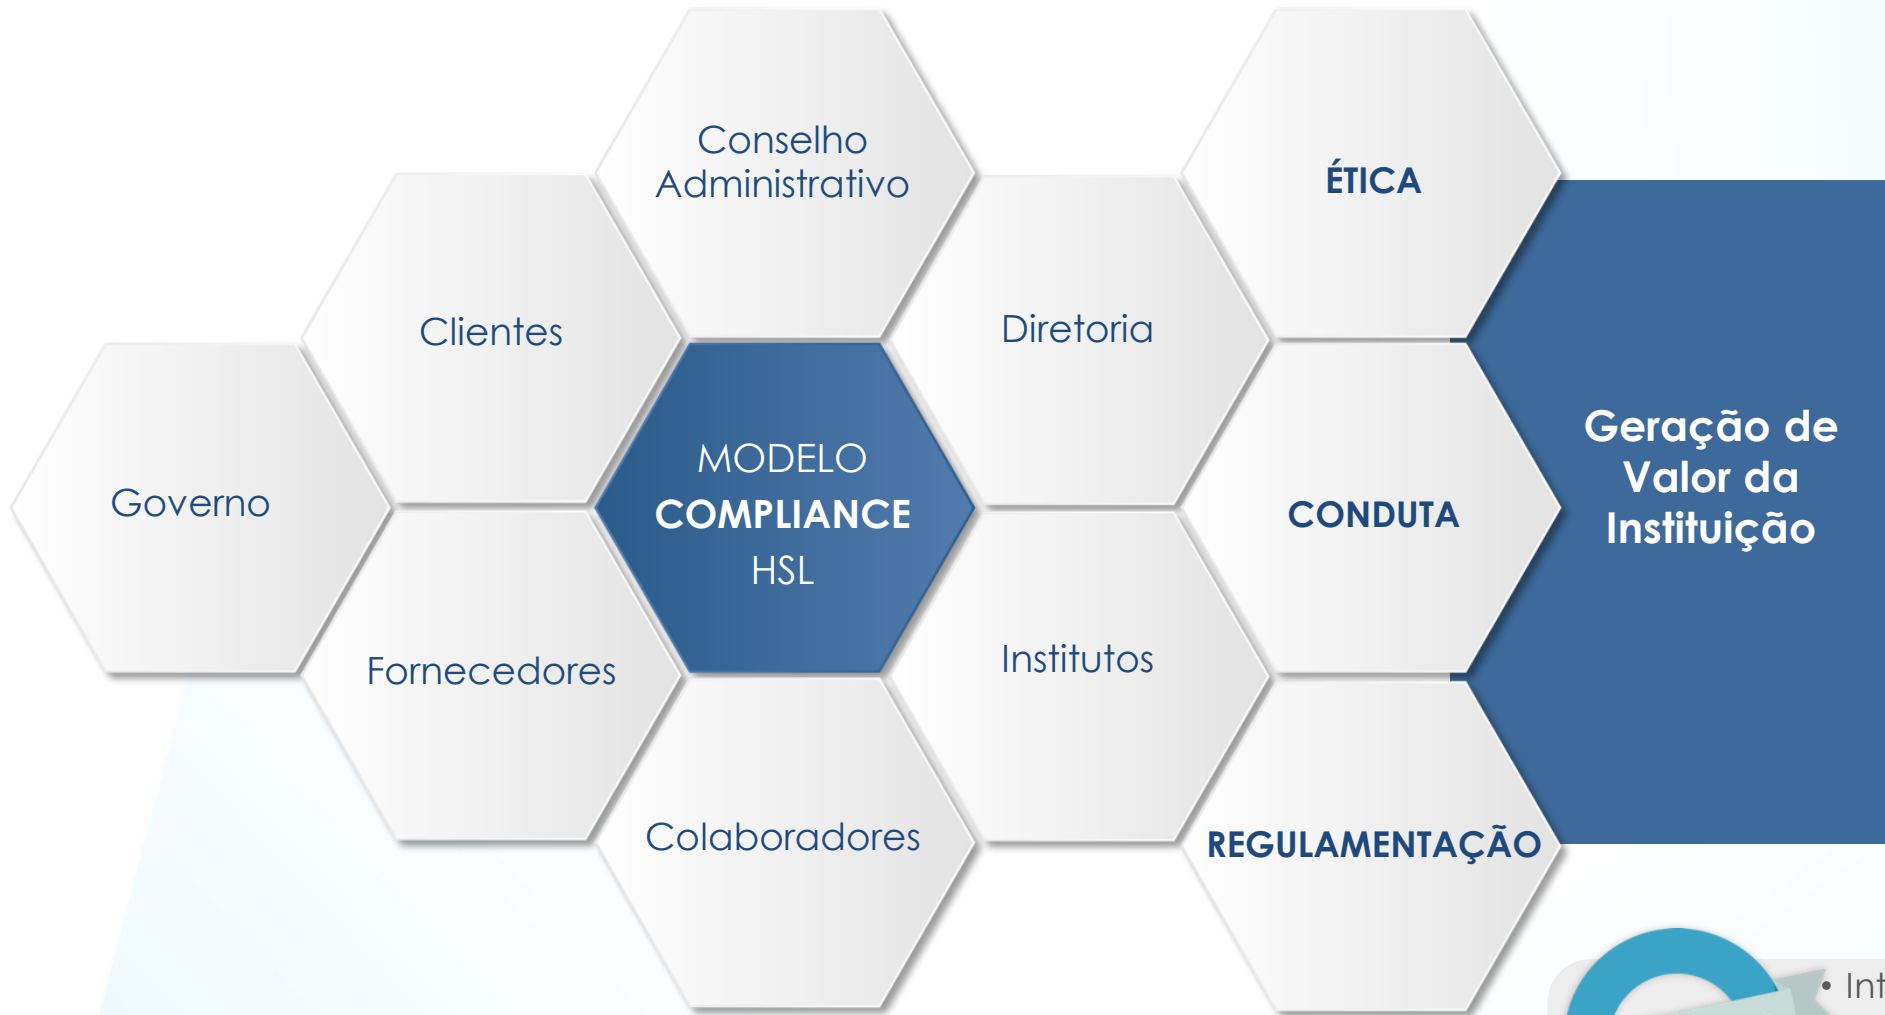 Conselho
Administrativo
ÉTICA
Clientes
Diretoria
Governo
MODELO
COMPLIANCE
HSL
CONDUTA
Geração de
Valor da
Instituição
Fornecedores
Institutos
Colaboradores
REGULAMENTAÇÃO